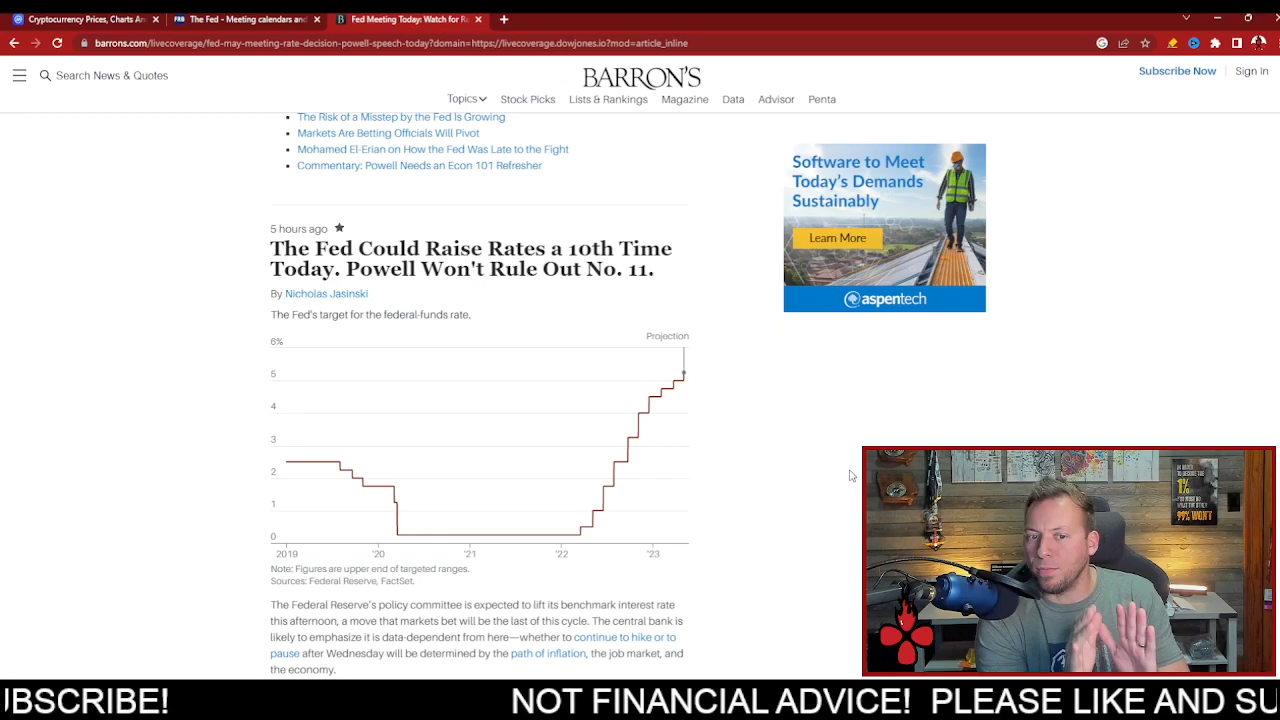 Cryptocurrency Prices, Charts An
The Fed - Meeting calendars and
Fed Meeting Today: Watch for Ra
barrons.com/livecoverage/fed-may-meeting-rate-decision-powell-speech-today?domain=https://livecoverage.dowjones.io?mod=article_inline
Search News & Quotes
BARRON'S
Subscribe Now
Sign In
Topics
Stock Picks
Lists & Rankings
Magazine
Data
Advisor
Penta
• The Risk of a Misstep by the Fed Is Growing
• Markets Are Betting Officials Will Pivot
• Mohamed El-Erian on How the Fed Was Late to the Fight
• Commentary: Powell Needs an Econ 101 Refresher
Software to Meet
Today's Demands
Sustainably
Learn More
aspentech
5 hours ago
The Fed Could Raise Rates a 10th Time
Today. Powell Won't Rule Out No. 11.
By Nicholas Jasinski
The Fed's target for the federal-funds rate.
Projection
6%
5
4
3
2
1
0
2019 '20 '21 '22 '23
Note: Figures are upper end of targeted ranges.
Sources: Federal Reserve, FactSet.
The Federal Reserve's policy committee is expected to lift its benchmark interest rate
this afternoon, a move that markets bet will be the last of this cycle. The central bank is
likely to emphasize it is data-dependent from here—whether to continue to hike or to
pause after Wednesday will be determined by the path of inflation, the job market, and
the economy.
1%
99% WON'T
UBSCRIBE! NOT FINANCIAL ADVICE! PLEASE LIKE AND SU